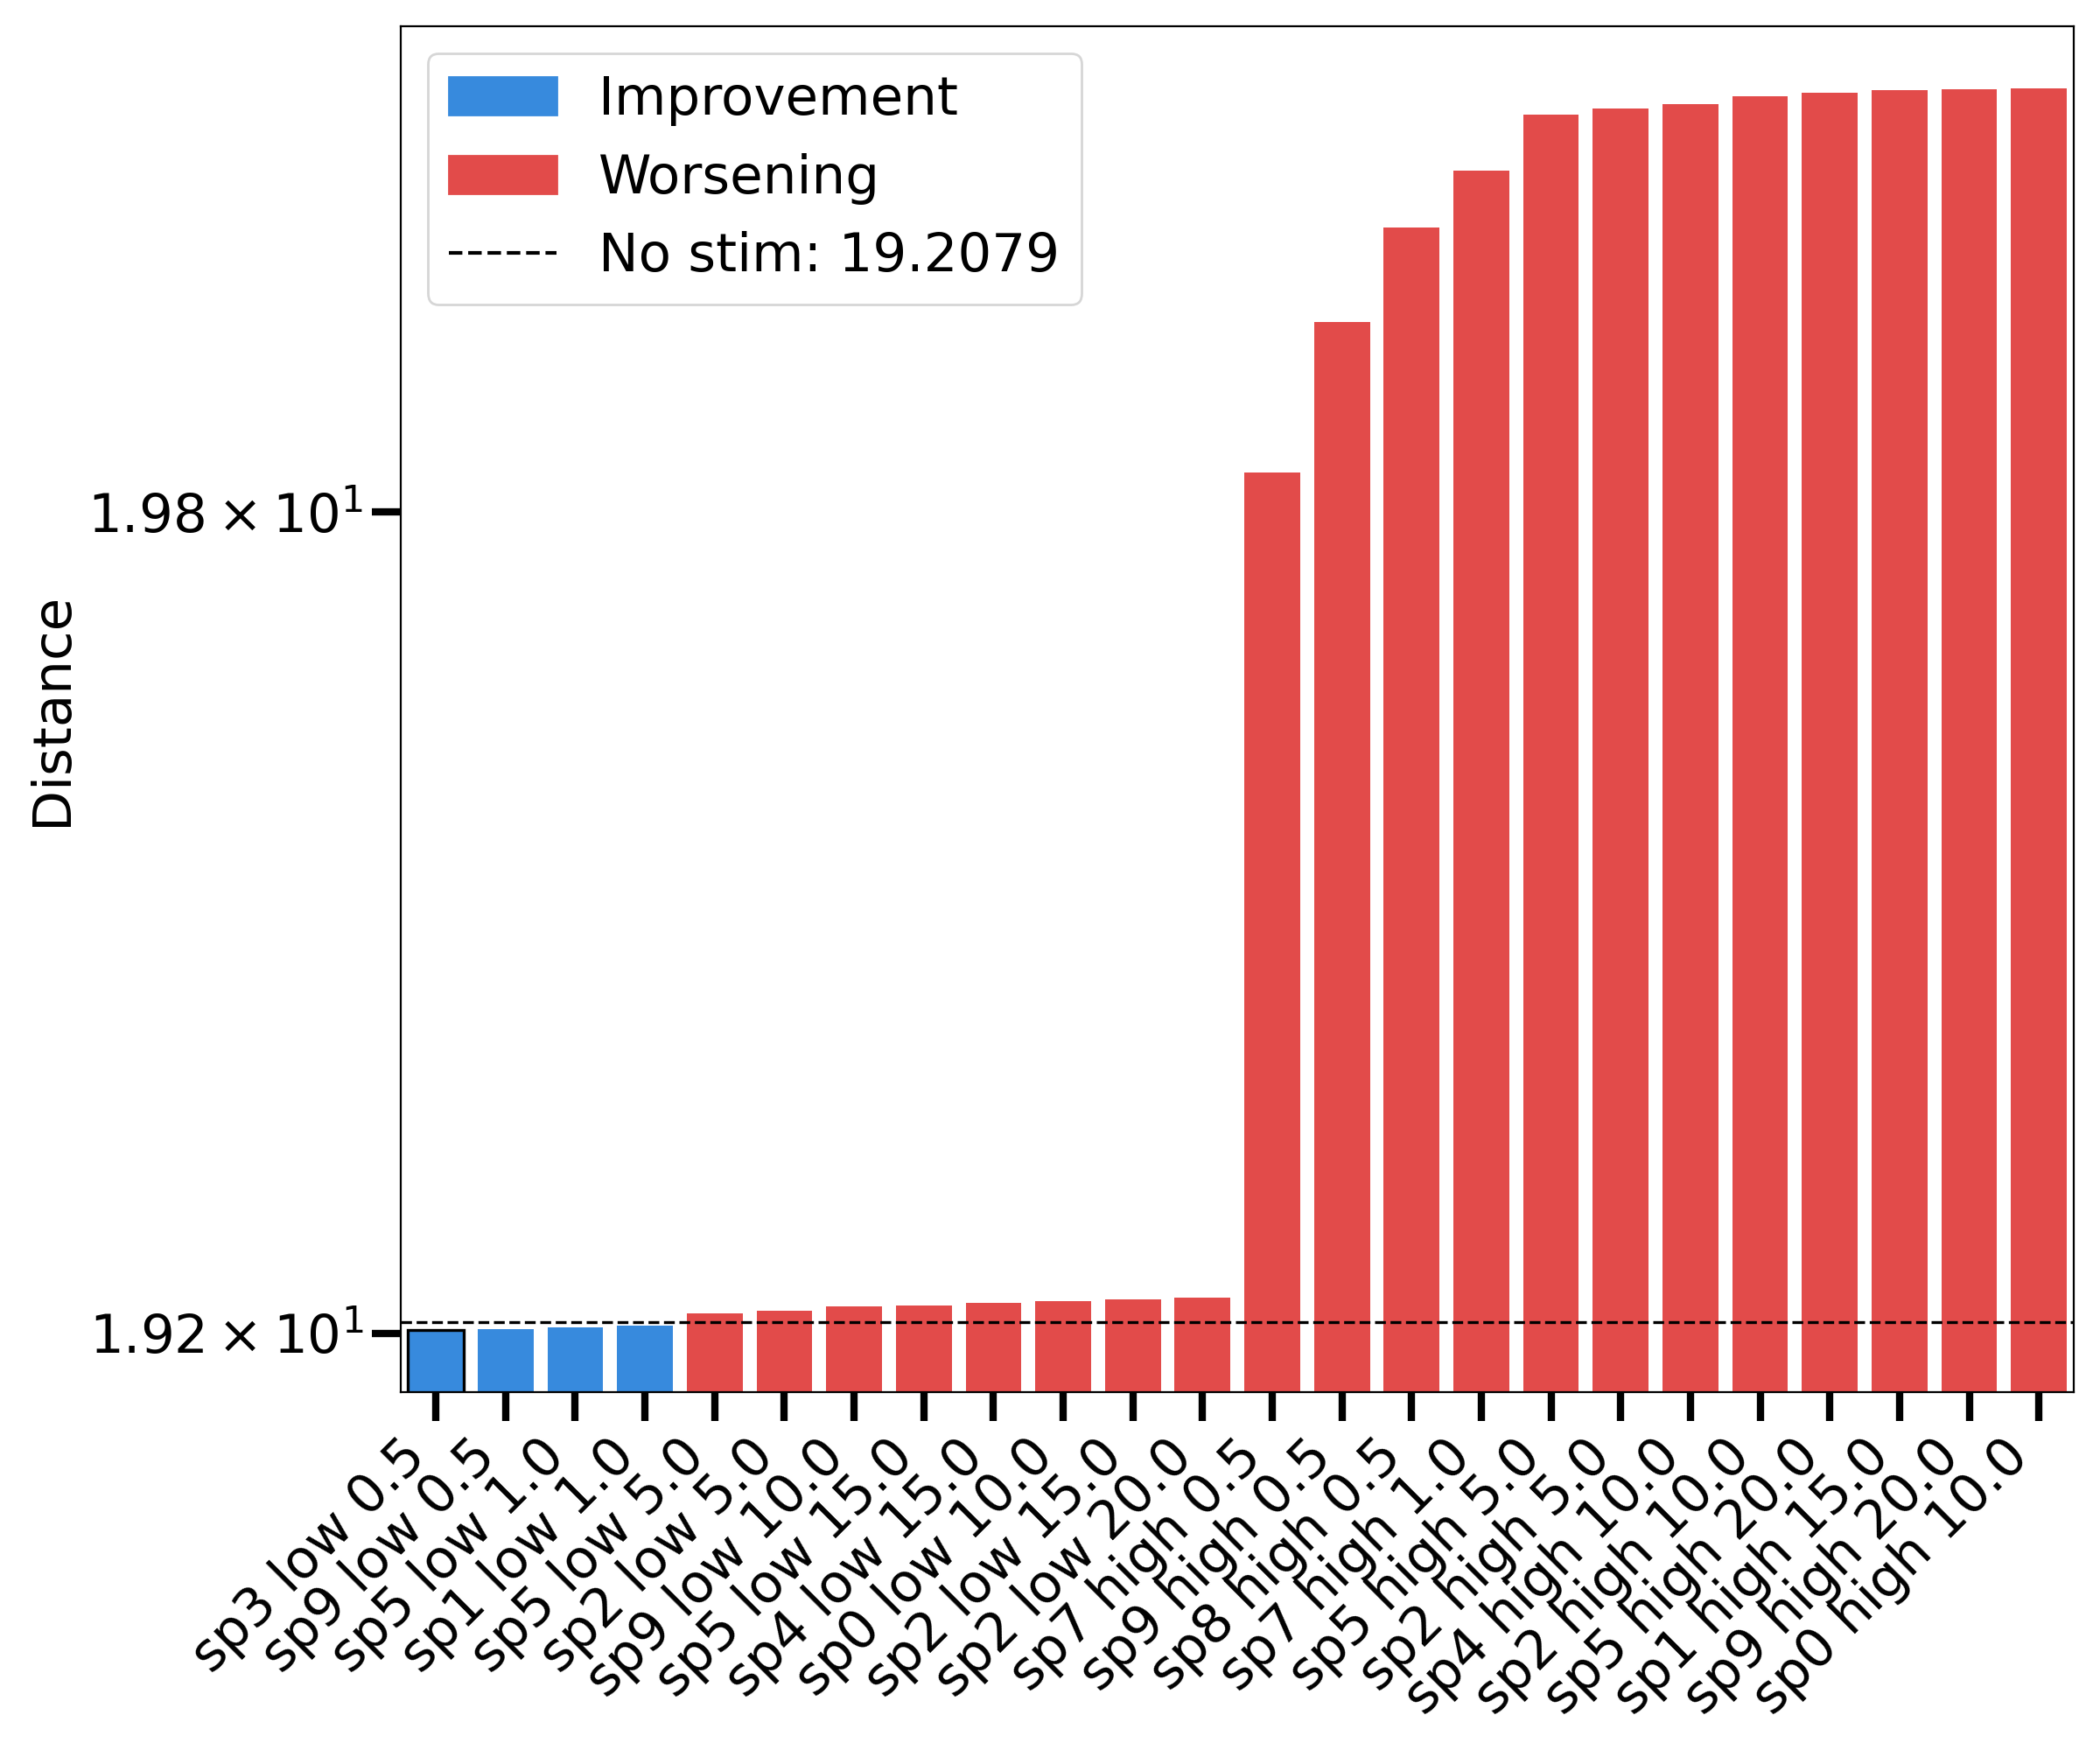 Improvement
Worsening
No stim: 19.2079
Distance
1.98 × 10¹
1.92 × 10¹
sp3 low 0.5
sp9 low 0.5
sp5 low 1.0
sp1 low 1.0
sp5 low 5.0
sp2 low 5.0
sp9 low 10.0
sp5 low 15.0
sp4 low 15.0
sp0 low 10.0
sp2 low 15.0
sp2 low 20.0
sp7 high 0.5
sp9 high 0.5
sp8 high 0.5
sp7 high 1.0
sp5 high 5.0
sp2 high 5.0
sp4 high 10.0
sp2 high 10.0
sp5 high 20.0
sp1 high 15.0
sp9 high 20.0
sp0 high 10.0